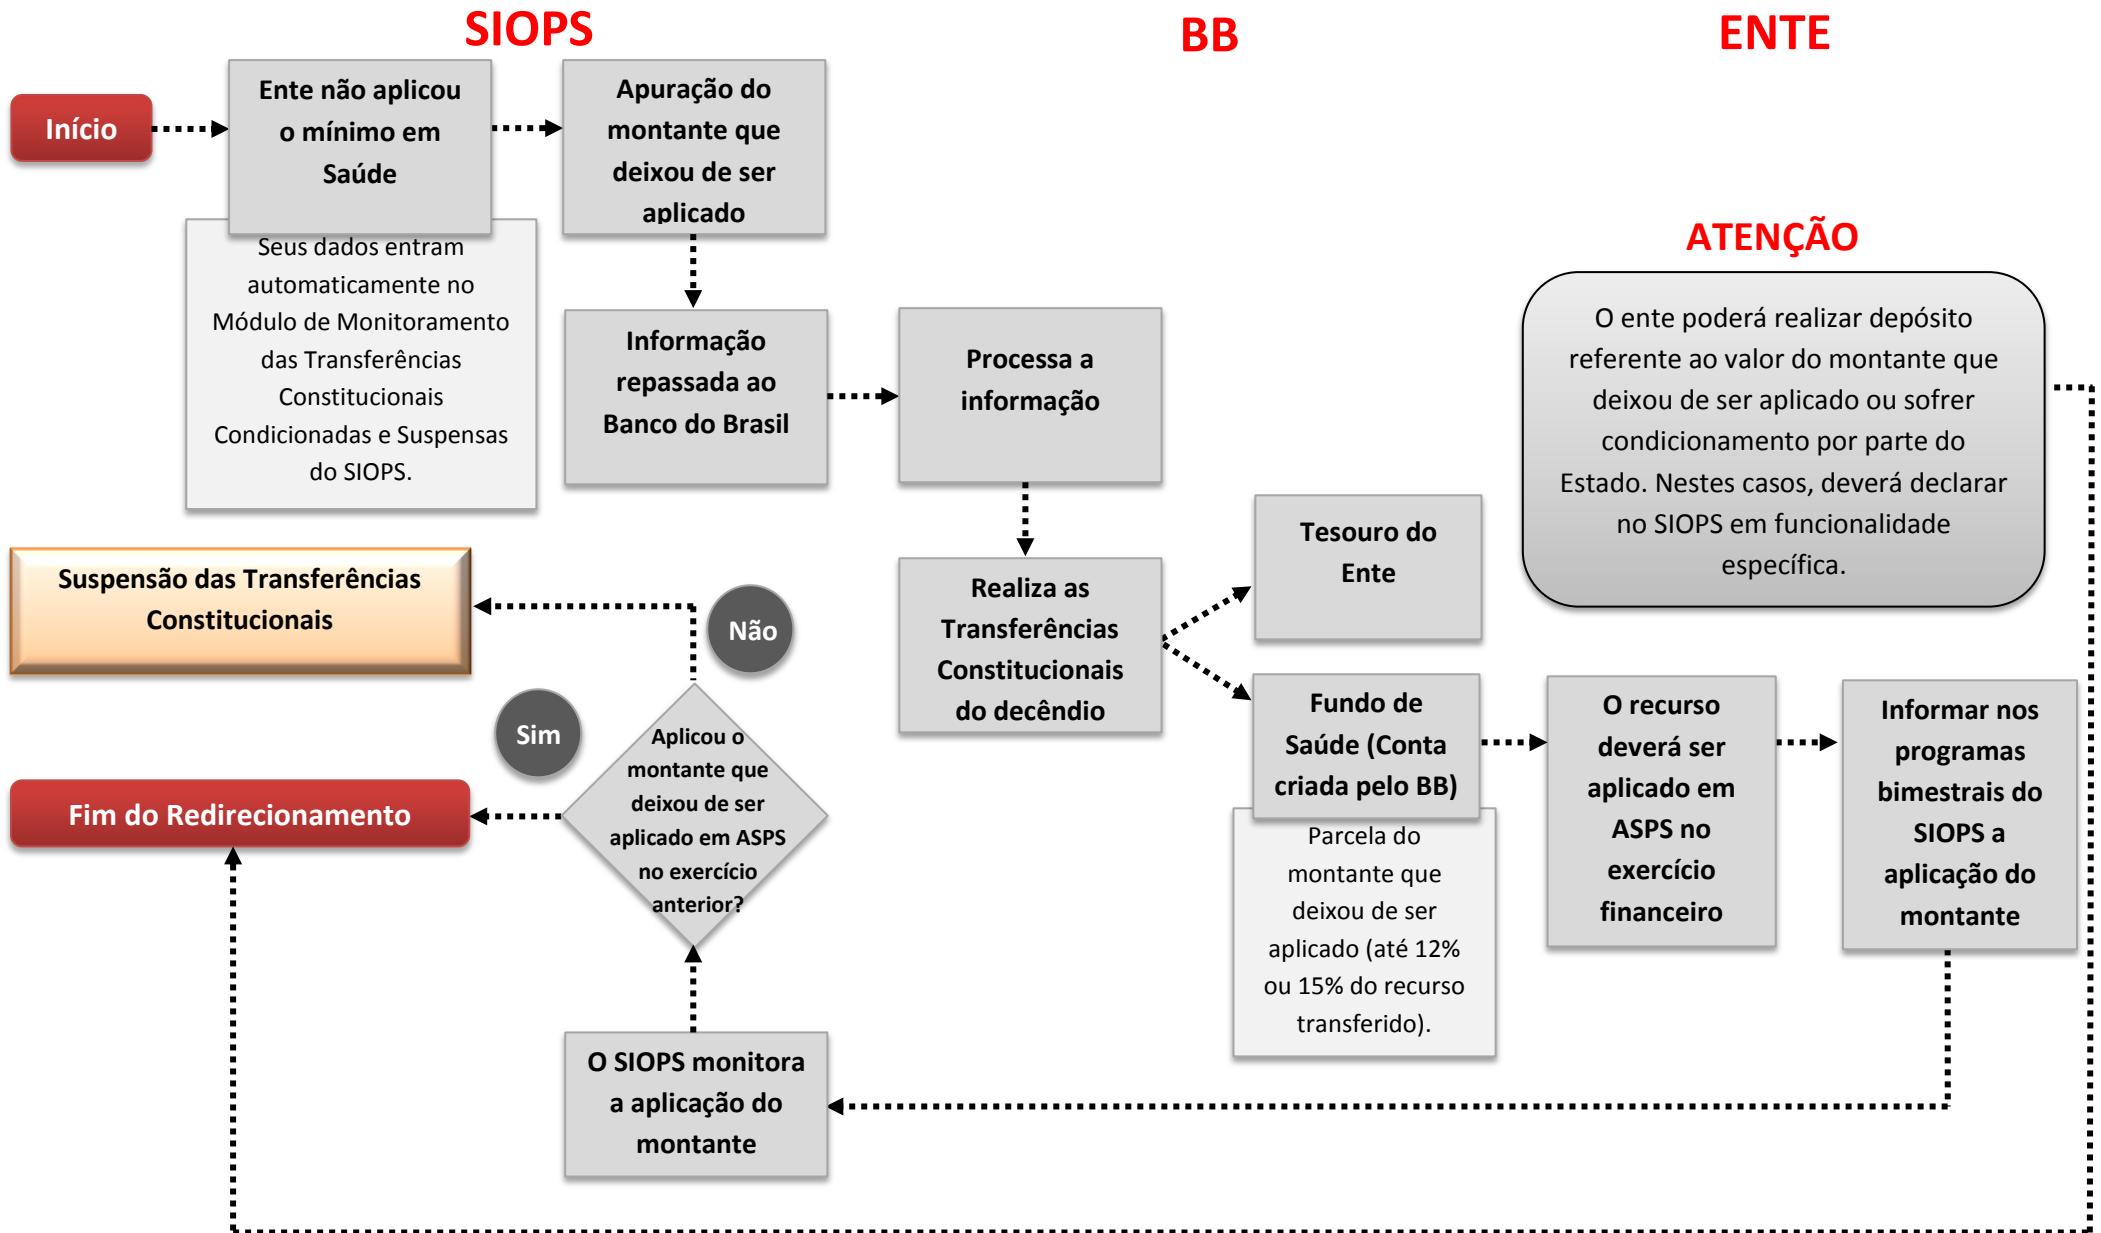 SIOPS
BB
ENTE
Início
Ente não aplicou
o mínimo em
Saúde
Seus dados entram
automaticamente no
Módulo de Monitoramento
das Transferências
Constitucionais
Condicionadas e Suspensas
do SIOPS.
Apuração do
montante que
deixou de ser
aplicado
Informação
repassada ao
Banco do Brasil
Processa a
informação
Realiza as
Transferências
Constitucionais
do decêndio
Tesouro do
Ente
Fundo de
Saúde (Conta
criada pelo BB)
Parcela do
montante que
deixou de ser
aplicado (até 12%
ou 15% do recurso
transferido).
O recurso
deverá ser
aplicado em
ASPS no
exercício
financeiro
Informar nos
programas
bimestrais do
SIOPS a
aplicação do
montante
ATENÇÃO
O ente poderá realizar depósito
referente ao valor do montante que
deixou de ser aplicado ou sofrer
condicionamento por parte do
Estado. Nestes casos, deverá declarar
no SIOPS em funcionalidade
específica.
O SIOPS monitora
a aplicação do
montante
Aplicou o
montante que
deixou de ser
aplicado em ASPS
no exercício
anterior?
Não
Suspensão das Transferências
Constitucionais
Sim
Fim do Redirecionamento